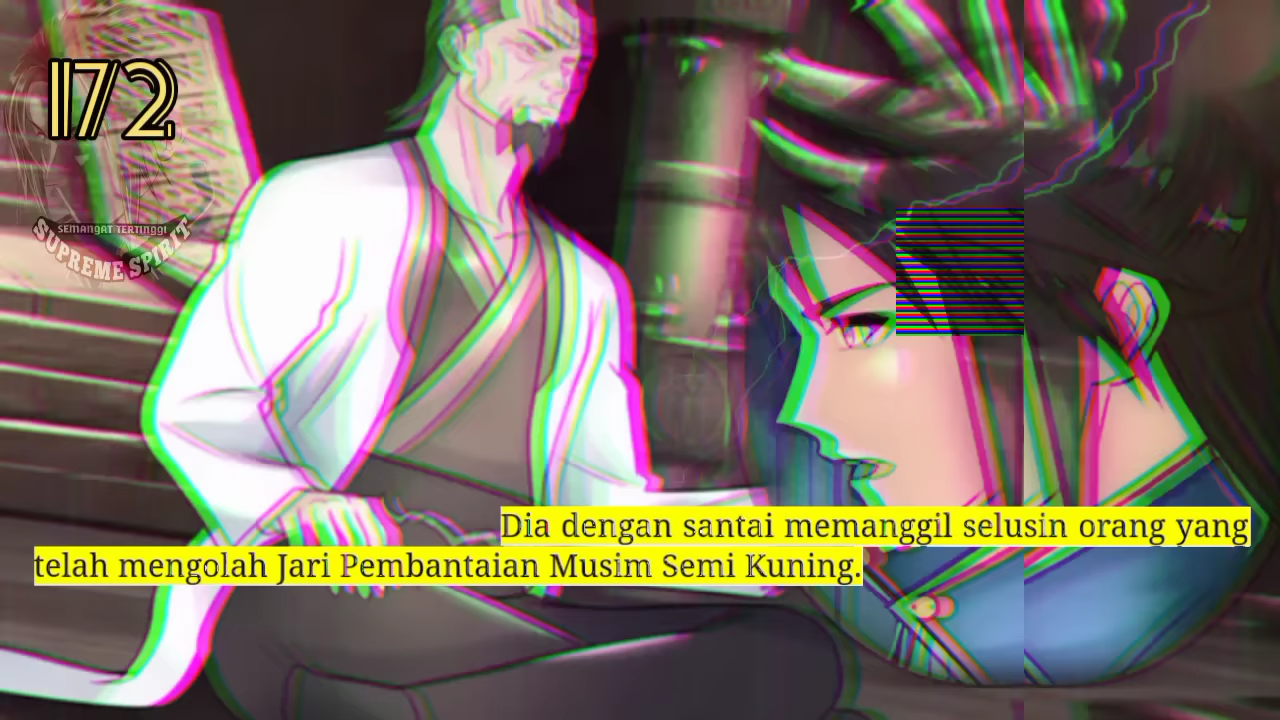 172
SEMANGAT TERTINGGI
SUPREME SPIRIT
Dia dengan santai memanggil selusin orang yang
telah mengolah Jari Pembantaian Musim Semi Kuning.